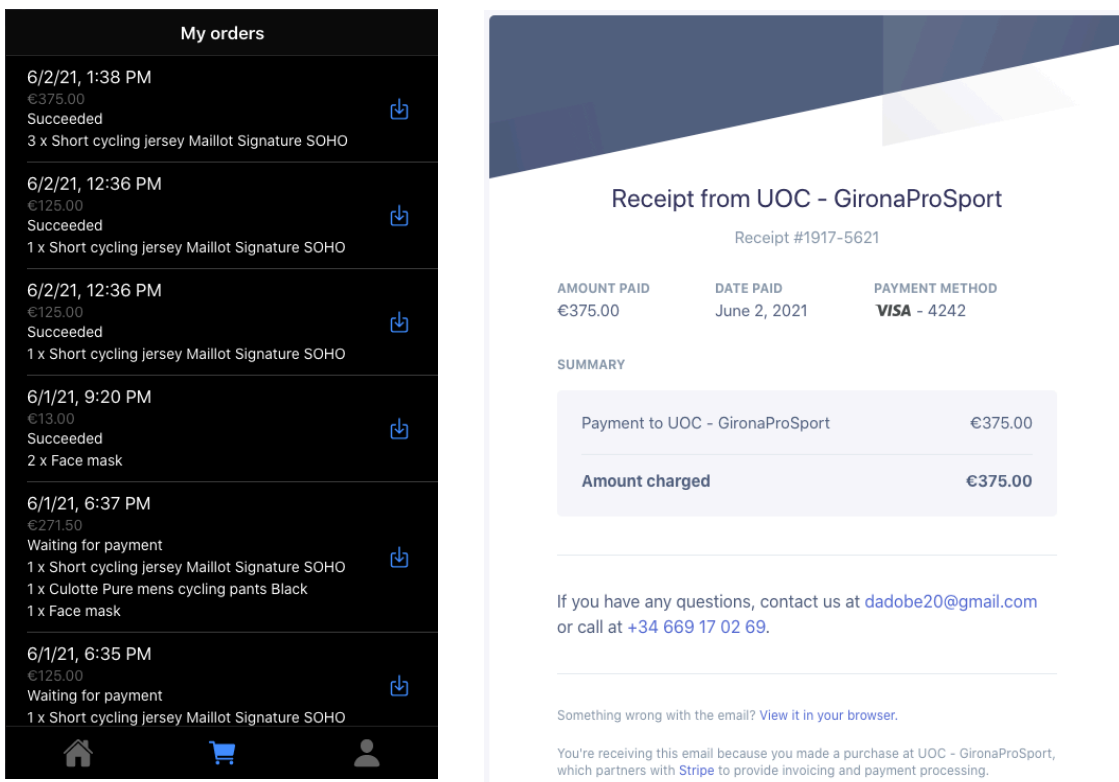 My orders
6/2/21, 1:38 PM
€375.00
Succeeded
3 x Short cycling jersey Maillot Signature SOHO
6/2/21, 12:36 PM
€125.00
Succeeded
1 x Short cycling jersey Maillot Signature SOHO
6/2/21, 12:36 PM
€125.00
Succeeded
1 x Short cycling jersey Maillot Signature SOHO
6/1/21, 9:20 PM
€13.00
Succeeded
2 x Face mask
6/1/21, 6:37 PM
€271.50
Waiting for payment
1 x Short cycling jersey Maillot Signature SOHO
1 x Culotte Pure mens cycling pants Black
1 x Face mask
6/1/21, 6:35 PM
€125.00
Waiting for payment
1 x Short cycling jersey Maillot Signature SOHO
Receipt from UOC - GironaProSport
Receipt #1917-5621
AMOUNT PAID DATE PAID PAYMENT METHOD
€375.00 June 2, 2021 VISA - 4242
SUMMARY
Payment to UOC - GironaProSport €375.00
Amount charged €375.00
If you have any questions, contact us at dadobe20@gmail.com
or call at +34 669 17 02 69.
Something wrong with the email? View it in your browser.
You're receiving this email because you made a purchase at UOC - GironaProSport,
which partners with Stripe to provide invoicing and payment processing.